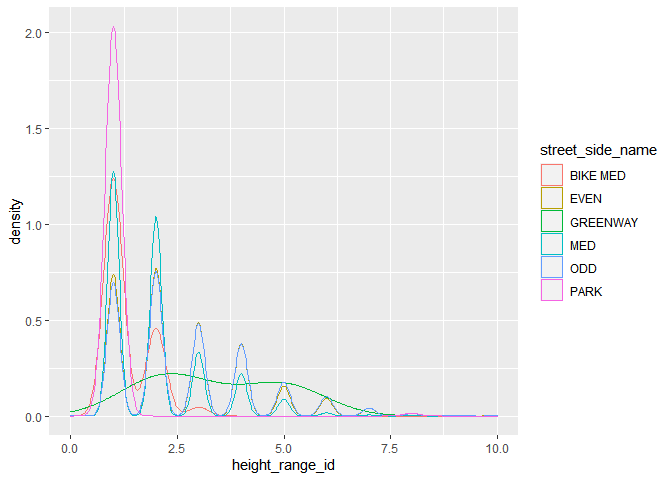 2.0
1.5
1.0
0.5
0.0
density
0.0 2.5 5.0 7.5 10.0
height_range_id
street_side_name
BIKE MED
EVEN
GREENWAY
MED
ODD
PARK